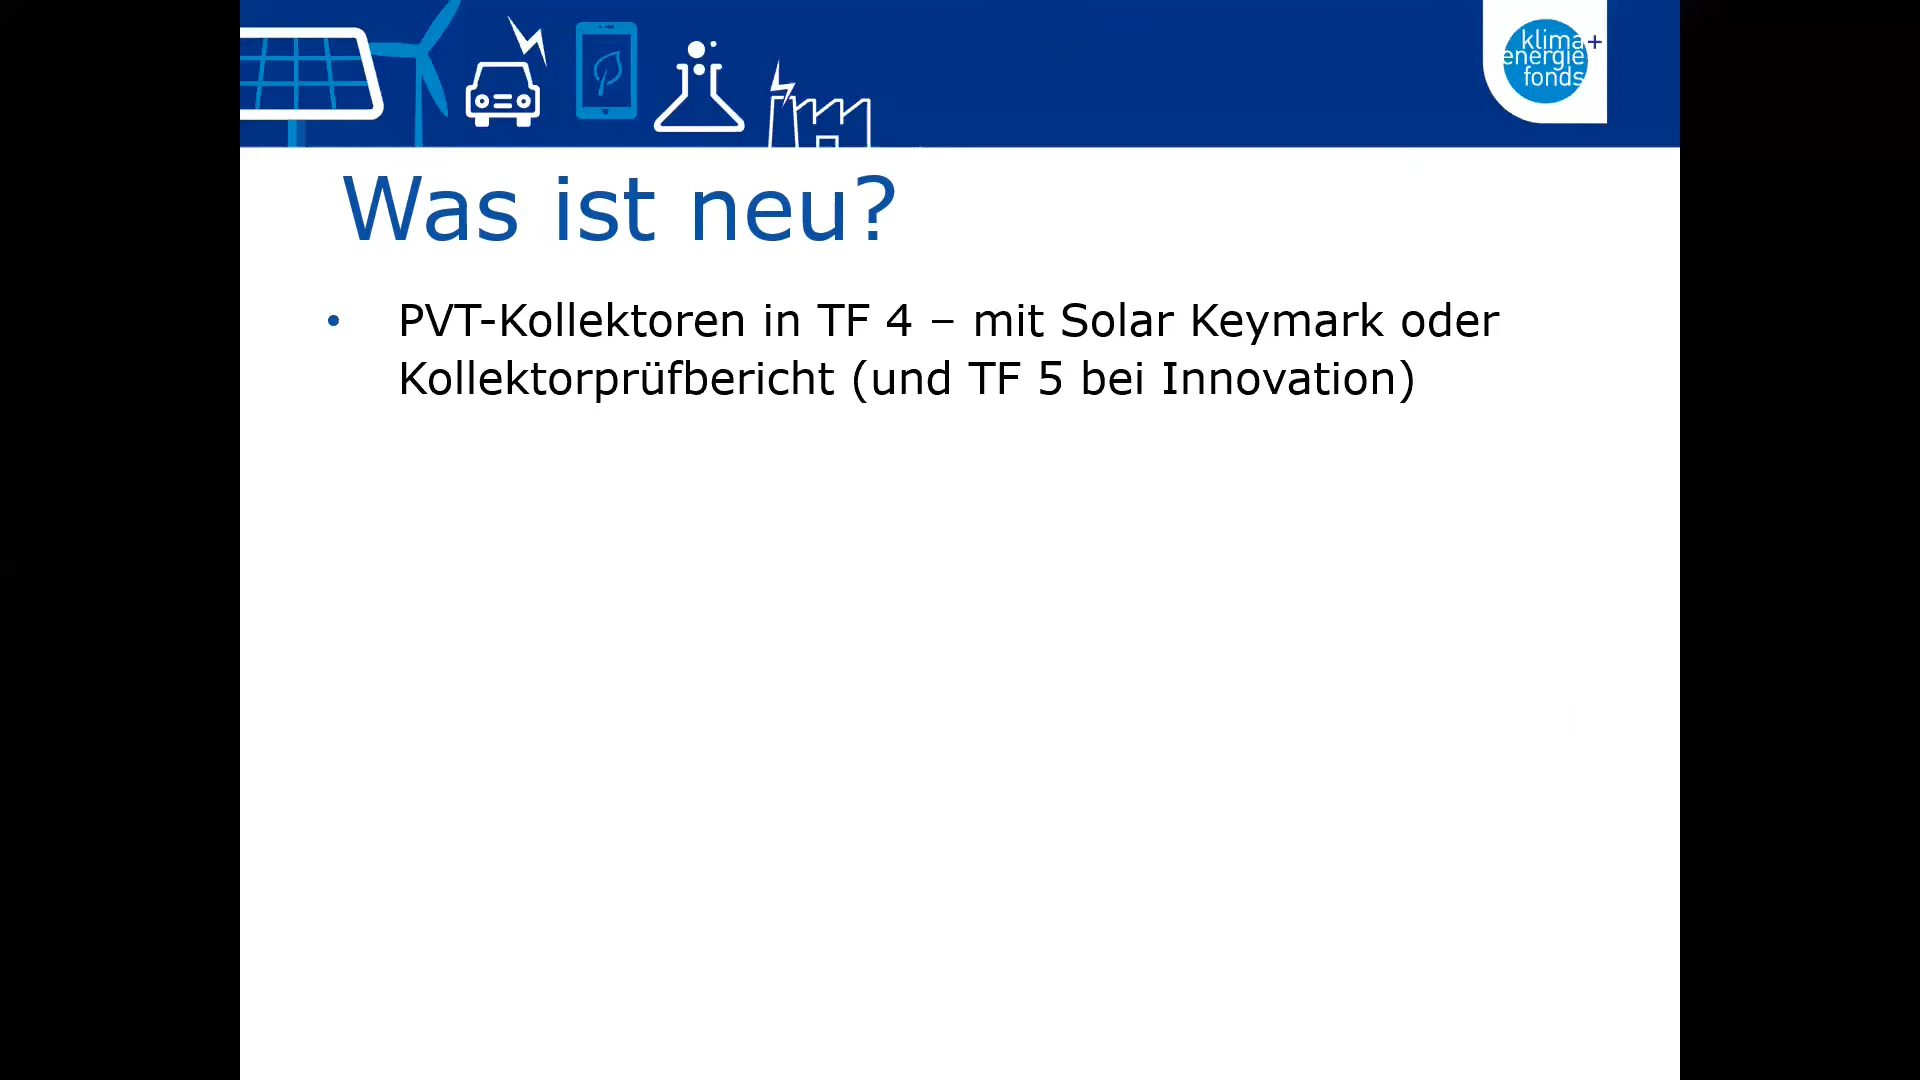 klima+
energie
fonds
Was ist neu?
• PVT-Kollektoren in TF 4 – mit Solar Keymark oder
Kollektorprüfbericht (und TF 5 bei Innovation)